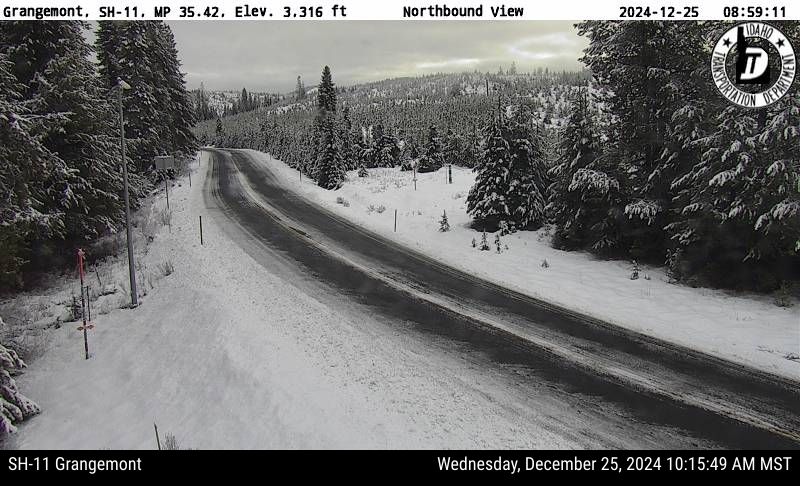 Grangemont, SH-11, MP 35.42, Elev. 3,316 ft Northbound View 2024-12-25 08:59:11
IDAHO
TRANSPORTATION DEPARTMENT
SH-11 Grangemont Wednesday, December 25, 2024 10:15:49 AM MST